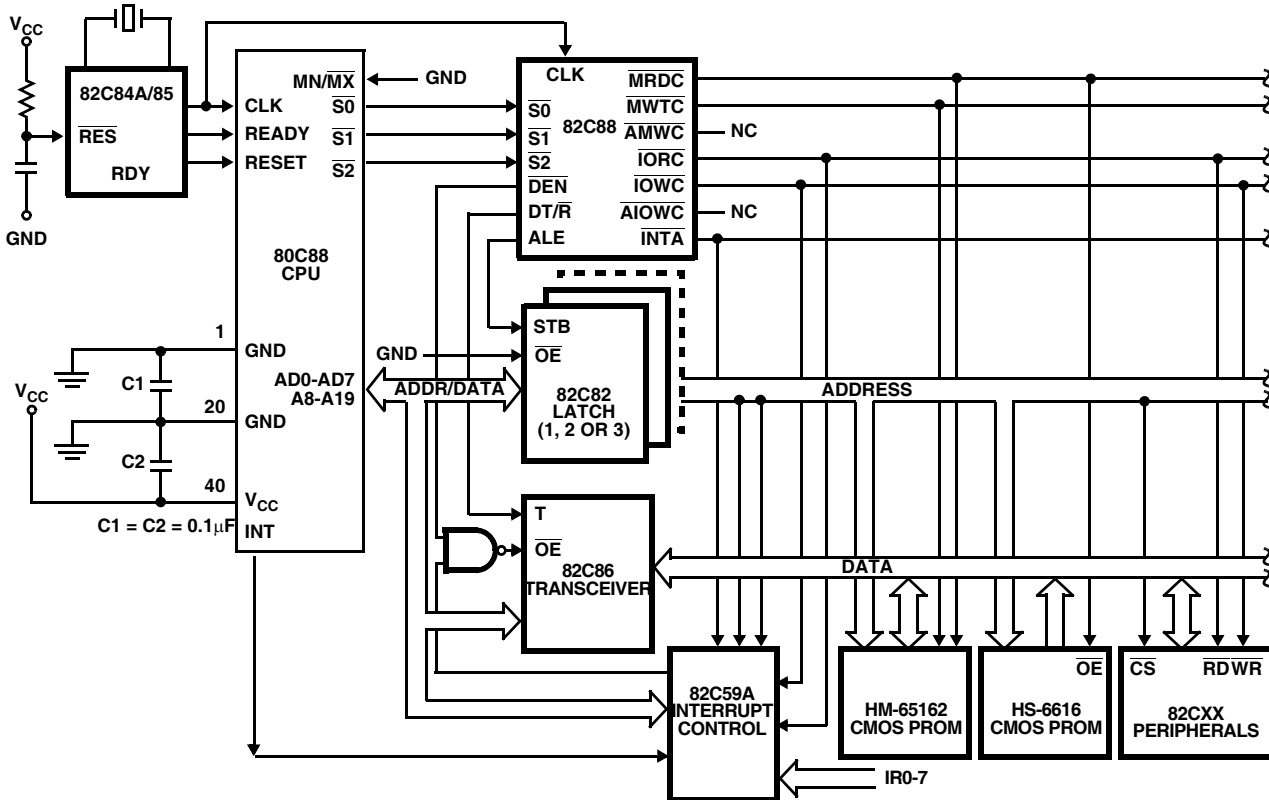 VCC
82C84A/85
RES
RDY
GND
MN/MX
GND
CLK
S0
READY
S1
RESET
S2
80C88
CPU
1
GND
C1
VCC
AD0-AD7
A8-A19
20
GND
C2
40
VCC
C1 = C2 = 0.1µF
INT
CLK
MRDC
S0
82C88
MWTC
S1
AMWC
NC
S2
IORC
DEN
IOWC
DT/R
AIOWC
NC
ALE
INTA
STB
GND
OE
ADDR/DATA
82C82
LATCH
(1, 2 OR 3)
ADDRESS
T
OE
82C86
TRANSCEIVER
DATA
82C59A
INTERRUPT
CONTROL
IR0-7
HM-65162
CMOS PROM
OE
HS-6616
CMOS PROM
CS
RD WR
82CXX
PERIPHERALS